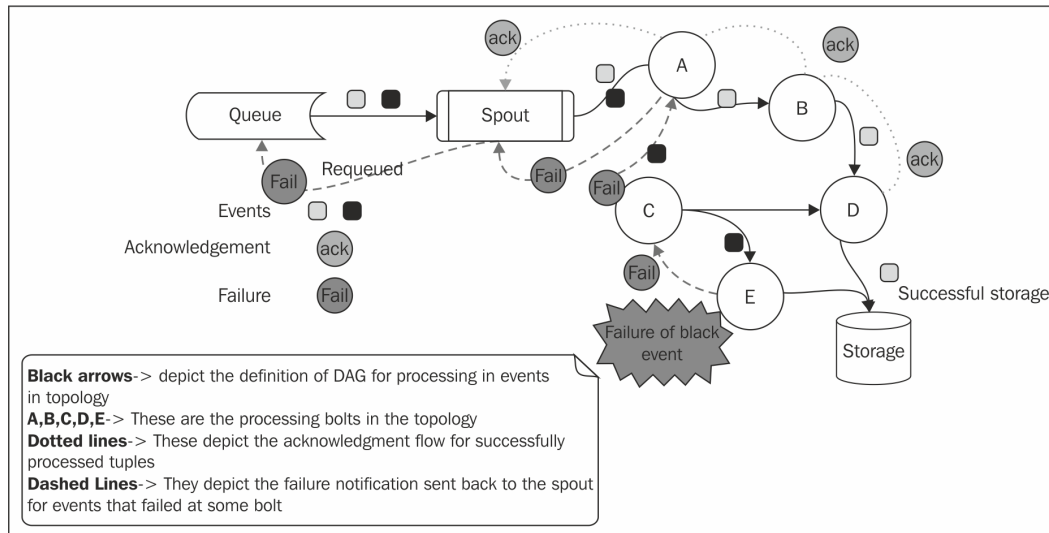 ack
ack
A
Queue
Spout
B
Requeued
Fail
Fail
Fail
ack
Events
C
D
Acknowledgement
ack
Failure
Fail
Fail
E
Successful storage
Failure of black
event
Storage
Black arrows-> depict the definition of DAG for processing in events
in topology
A,B,C,D,E-> These are the processing bolts in the topology
Dotted lines-> These depict the acknowledgment flow for successfully
processed tuples
Dashed Lines-> They depict the failure notification sent back to the spout
for events that failed at some bolt